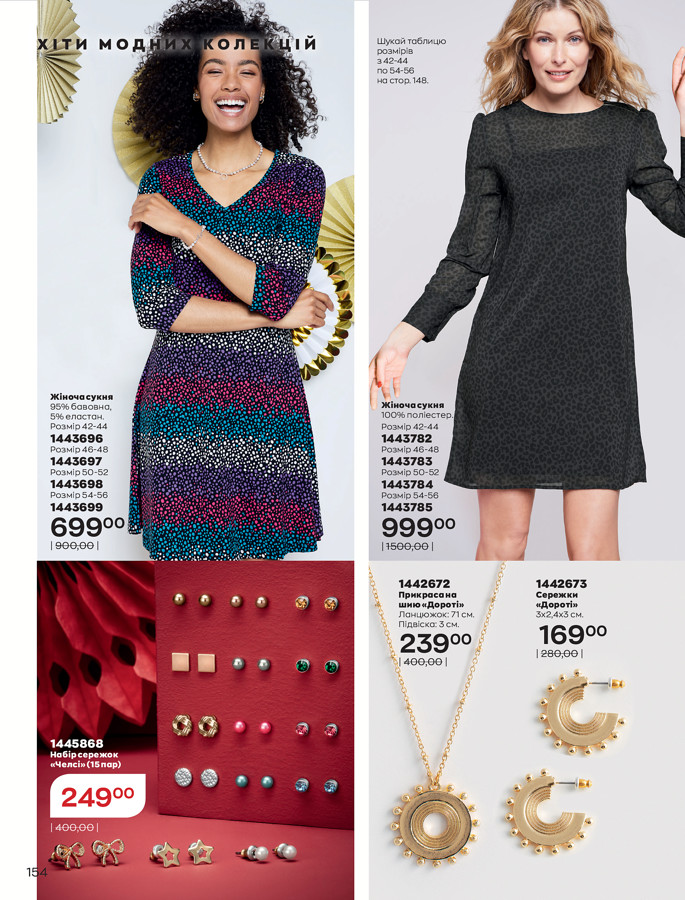 ХІТИ МОДНИХ КОЛЕКЦІЙ
Шукай таблицю
розмірів
з 42-44
по 54-56
на стор. 148.
Жіноча сукня
95% бавовна,
5% еластан.
Розмір 42-44
1443696
Розмір 46-48
1443697
Розмір 50-52
1443698
Розмір 54-56
1443699
699⁰⁰
| 900,00 |
Жіноча сукня
100% поліестер.
Розмір 42-44
1443782
Розмір 46-48
1443783
Розмір 50-52
1443784
Розмір 54-56
1443785
999⁰⁰
| 1500,00 |
1445868
Набір сережок
«Челсі» (15 пар)
249⁰⁰
| 400,00 |
1442672
Прикраса на
шию «Дороті»
Ланцюжок: 71 см.
Підвіска: 3 см.
239⁰⁰
| 400,00 |
1442673
Сережки
«Дороті»
3х2,4х3 см.
169⁰⁰
| 280,00 |
154